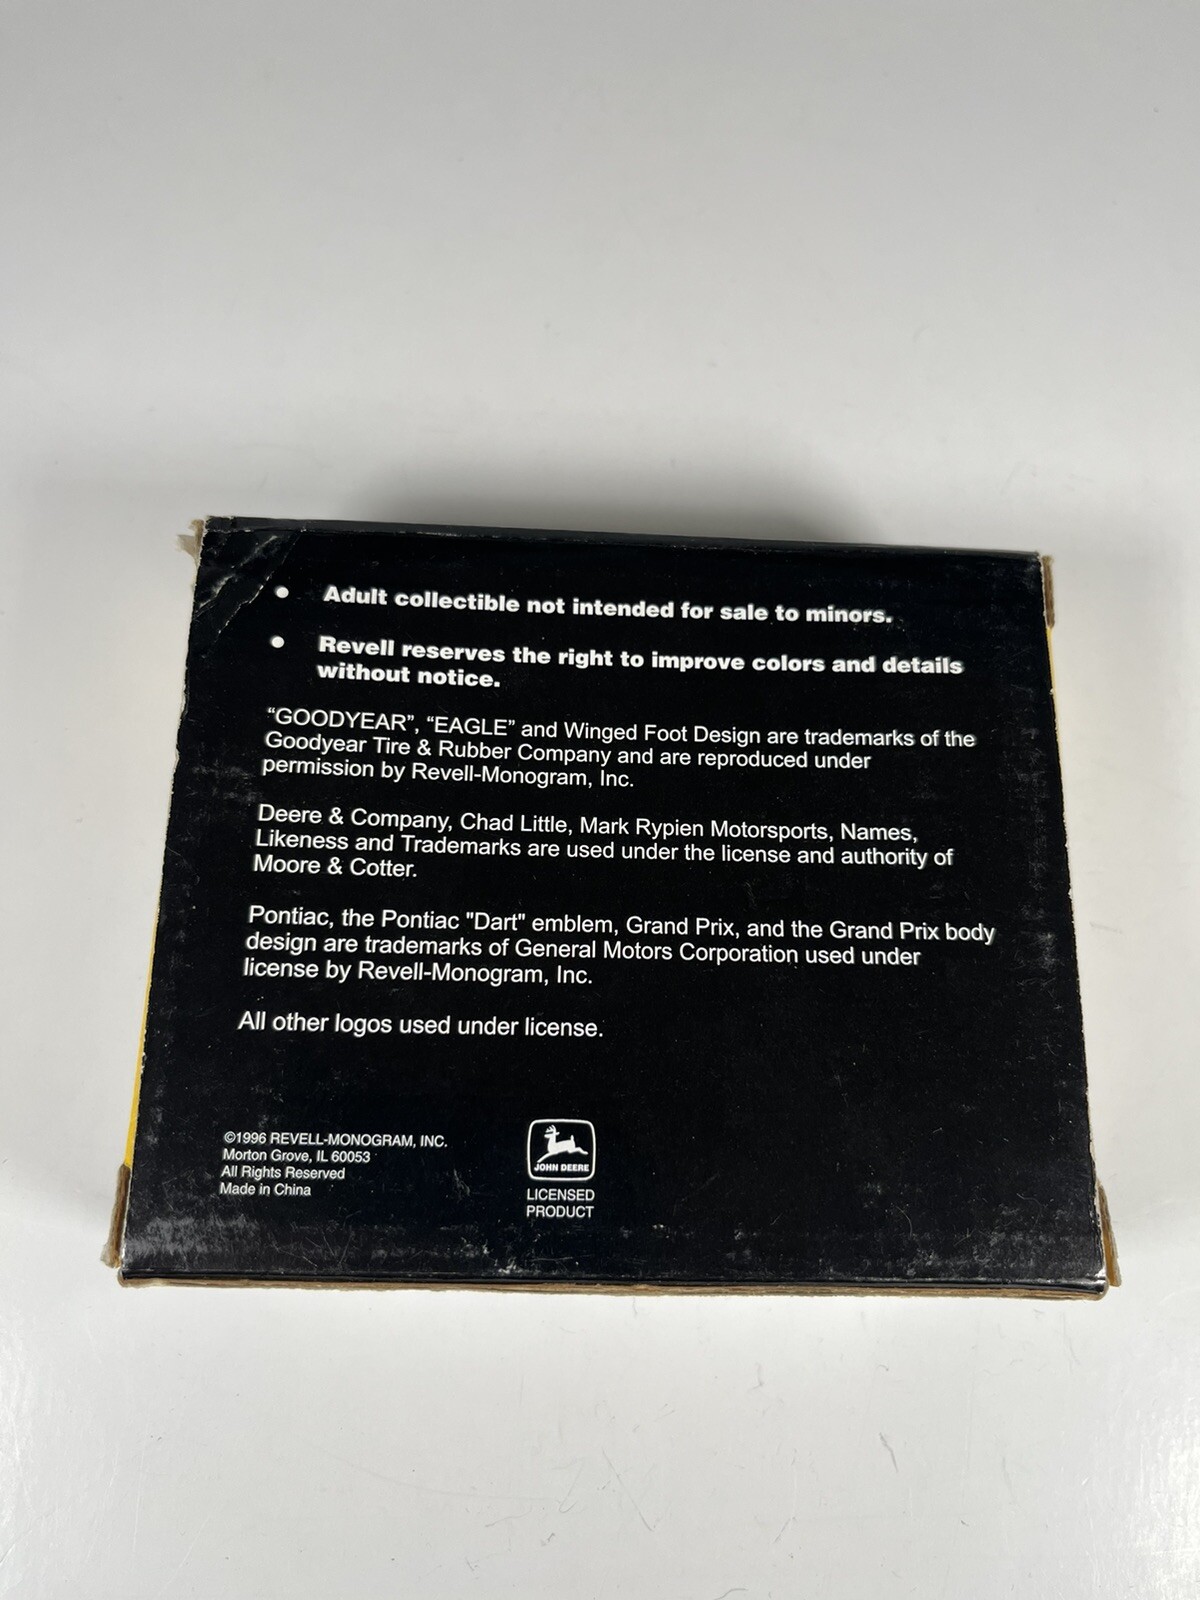 • Adult collectible not intended for sale to minors.
• Revell reserves the right to improve colors and details
without notice.
“GOODYEAR”, “EAGLE” and Winged Foot Design are trademarks of the
Goodyear Tire & Rubber Company and are reproduced under
permission by Revell-Monogram, Inc.
Deere & Company, Chad Little, Mark Rypien Motorsports, Names,
Likeness and Trademarks are used under the license and authority of
Moore & Cotter.
Pontiac, the Pontiac "Dart" emblem, Grand Prix, and the Grand Prix body
design are trademarks of General Motors Corporation used under
license by Revell-Monogram, Inc.
All other logos used under license.
©1996 REVELL-MONOGRAM, INC.
Morton Grove, IL 60053
All Rights Reserved
Made in China
JOHN DEERE
LICENSED
PRODUCT